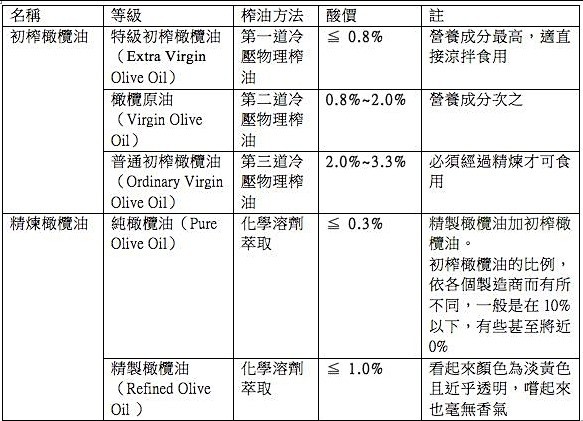 名稱 等級 榨油方法 酸價 註
初榨橄欖油 特級初榨橄欖油 第一道冷 ≦ 0.8% 營養成分最高，適直
（Extra Virgin 壓物理榨 接涼拌食用
Olive Oil） 油
橄欖原油 第二道冷 0.8%~2.0% 營養成分次之
（Virgin Olive 壓物理榨
Oil） 油
普通初榨橄欖油 第三道冷 2.0%~3.3% 必須經過精煉才可食
（Ordinary Virgin 壓物理榨 用
Olive Oil） 油
精煉橄欖油 純橄欖油（Pure 化學溶劑 ≦ 0.3% 精製橄欖油加初榨橄
Olive Oil） 萃取 欖油。
初榨橄欖油的比例，
依各個製造商而有所
不同，一般是在 10%
以下，有些甚至將近
0%
精製橄欖油 化學溶劑 ≦ 1.0% 看起來顏色為淡黃色
（Refined Olive 萃取 且近乎透明，嚐起來
Oil ） 也毫無香氣